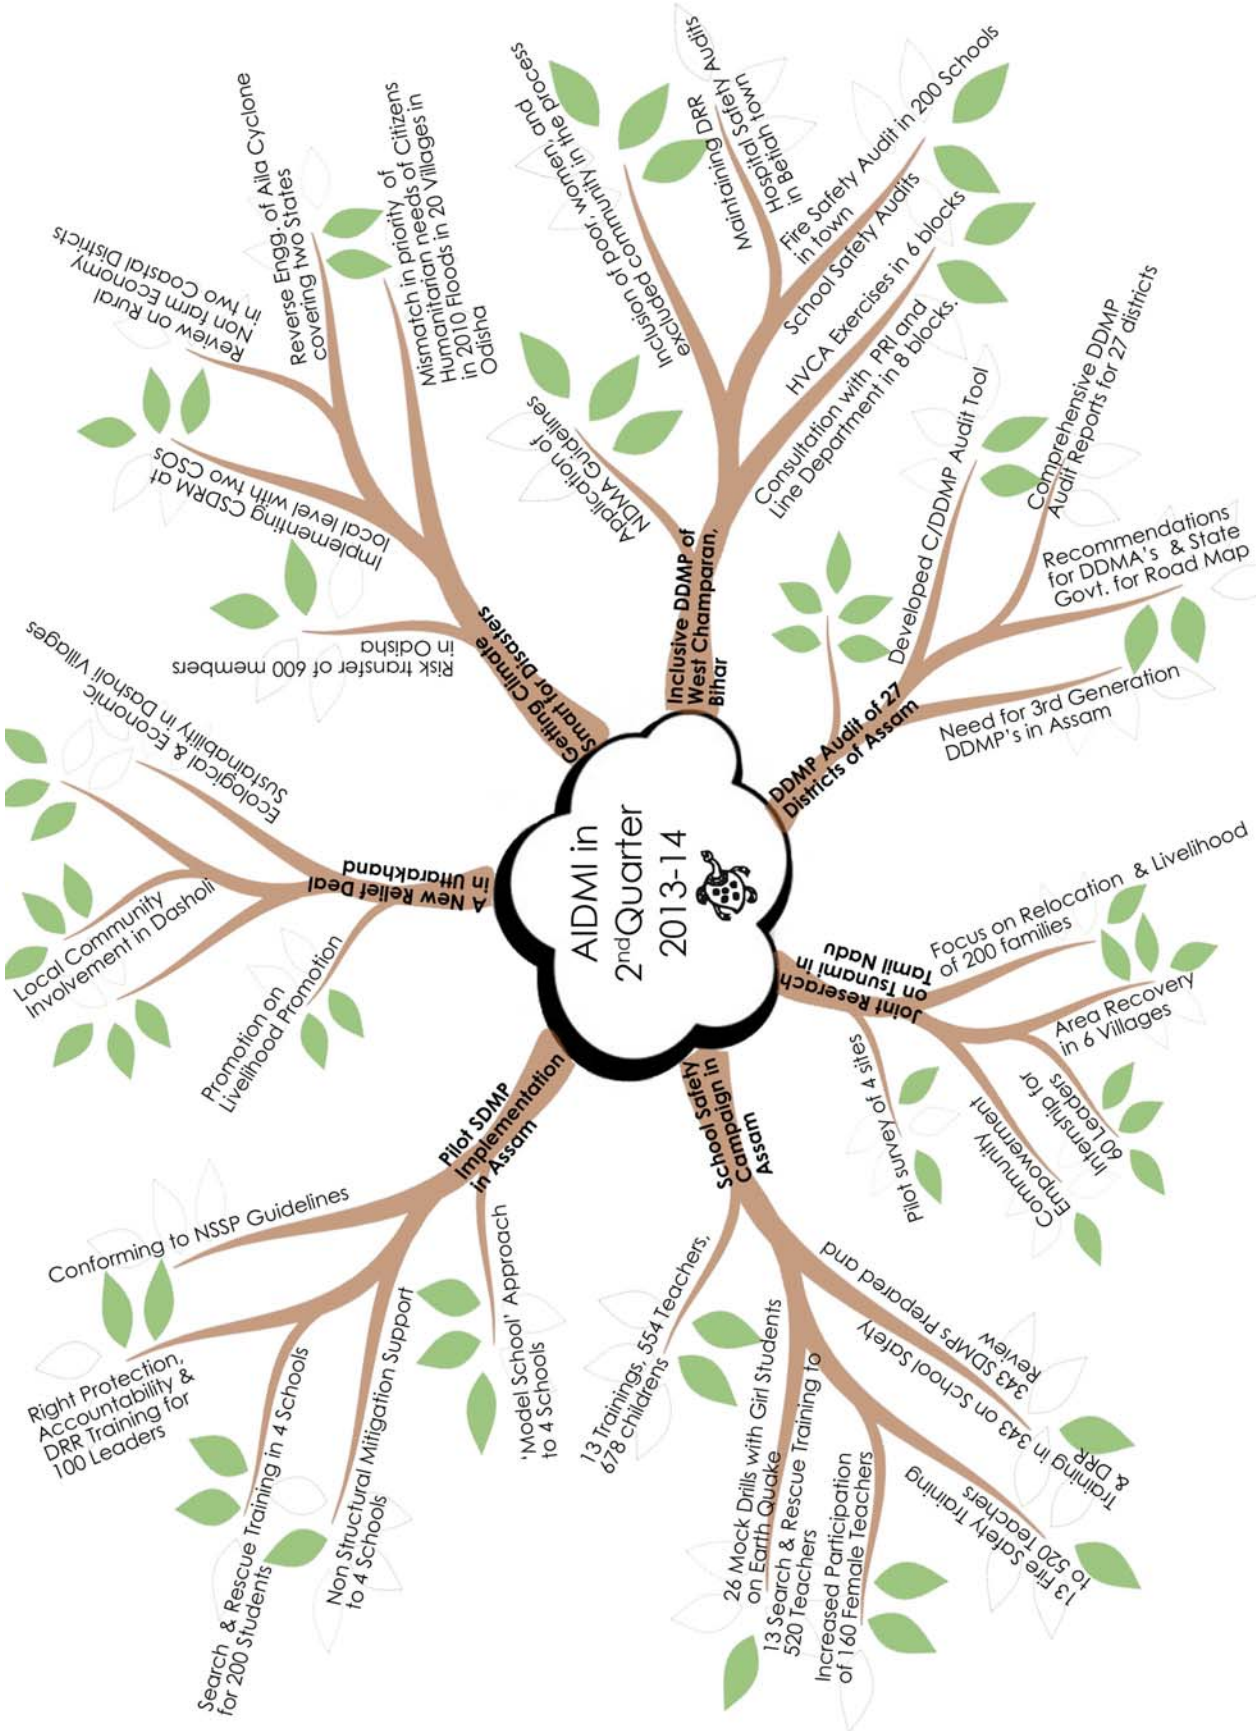 AIDMI in
2nd Quarter
2013-14
Getting Climate
Smart for Disasters
Risk transfer of 600 members
in Odisha
Implementing CSDRM at
local level with two CSOs
Review on Rural
Non farm Economy
in two Coastal Districts
Reverse Engg. of Aila Cyclone
covering two States
Mismatch in priority of
Humanitarian needs of Citizens
in 2010 Floods in 20 Villages in
Odisha
Inclusive DDMP of
West Champaran,
Bihar
Application of
NDMA Guidelines
Inclusion of poor, women, and
excluded community in the process
Maintaining DRR
Hospital Safety Audits
in Betiah town
Fire Safety Audit in 200 Schools
in town
School Safety Audits
HVCA Exercises in 6 blocks
Consultation with PRI and
Line Department in 8 blocks.
DDMP Audit of 27
Districts of Assam
Developed C/DDMP Audit Tool
Comprehensive DDMP
Audit Reports for 27 districts
Recommendations
for DDMA's & State
Govt. for Road Map
Need for 3rd Generation
DDMP's in Assam
Joint Reserach
on Tsunami in
Tamil Nadu
Focus on Relocation & Livelihood
of 200 families
Area Recovery
in 6 Villages
Internship for
60 Leaders
Community
Empowerment
Pilot survey of 4 sites
School Safety
Campaign in
Assam
343 SDMPs Prepared and
Review
Training in 343 on School Safety
& DRR
13 Fire Safety Training
to 520 Teachers
Increased Participation
of 160 Female Teachers
13 Search & Rescue Training to
520 Teachers
26 Mock Drills with Girl Students
on Earth Quake
13 Trainings, 554 Teachers,
678 childrens
Pilot SDMP
Implementation
in Assam
'Model School' Approach
to 4 Schools
Non Structural Mitigation Support
to 4 Schools
Search & Rescue Training in 4 Schools
for 200 Students
Right Protection,
Accountability &
DRR Training for
100 Leaders
Conforming to NSSP Guidelines
A New Relief Deal
in Uttarakhand
Promotion on
Livelihood Promotion
Local Community
Involvement in Dasholi
Ecological & Economic
Sustainability in Dasholi Villages